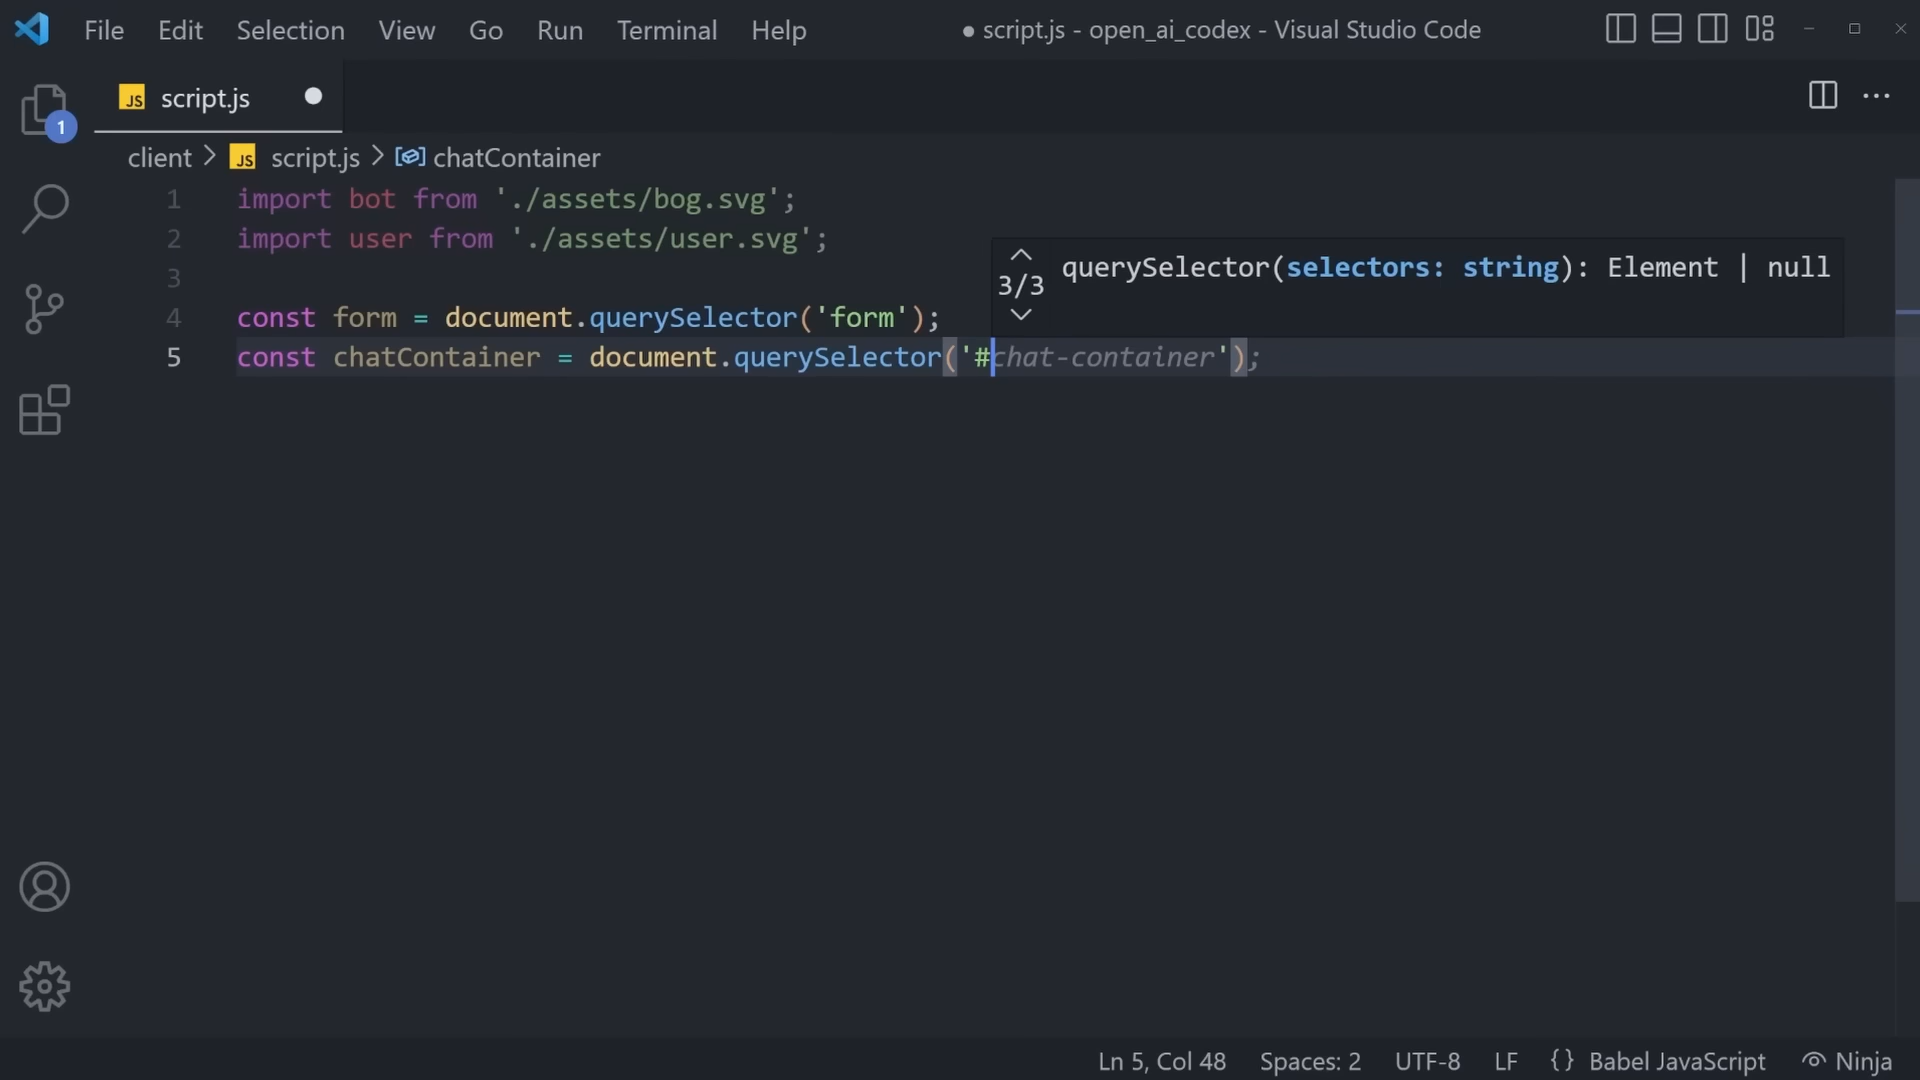 File Edit Selection View Go Run Terminal Help ● script.js - open_ai_codex - Visual Studio Code
JS script.js
1
client > JS script.js > chatContainer
1 import bot from './assets/bog.svg';
2 import user from './assets/user.svg';
3
3/3 querySelector(selectors: string): Element | null
4 const form = document.querySelector('form');
5 const chatContainer = document.querySelector('#chat-container');
Ln 5, Col 48 Spaces: 2 UTF-8 LF {} Babel JavaScript Ninja